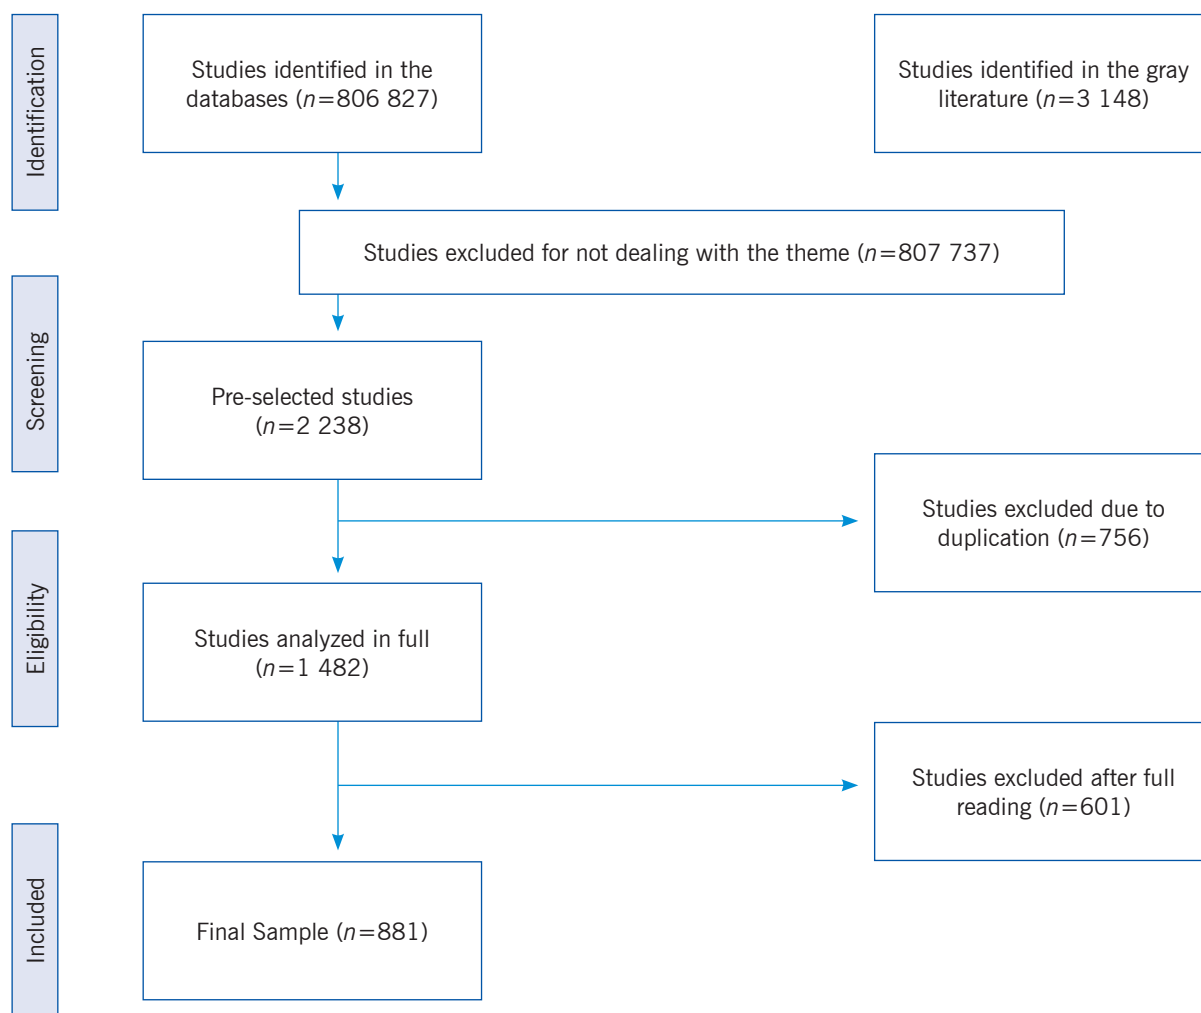 Identification
Studies identified in the
databases (n=806 827)
Studies identified in the gray
literature (n=3 148)
Studies excluded for not dealing with the theme (n=807 737)
Screening
Pre-selected studies
(n=2 238)
Studies excluded due to
duplication (n=756)
Eligibility
Studies analyzed in full
(n=1 482)
Studies excluded after full
reading (n=601)
Included
Final Sample (n=881)